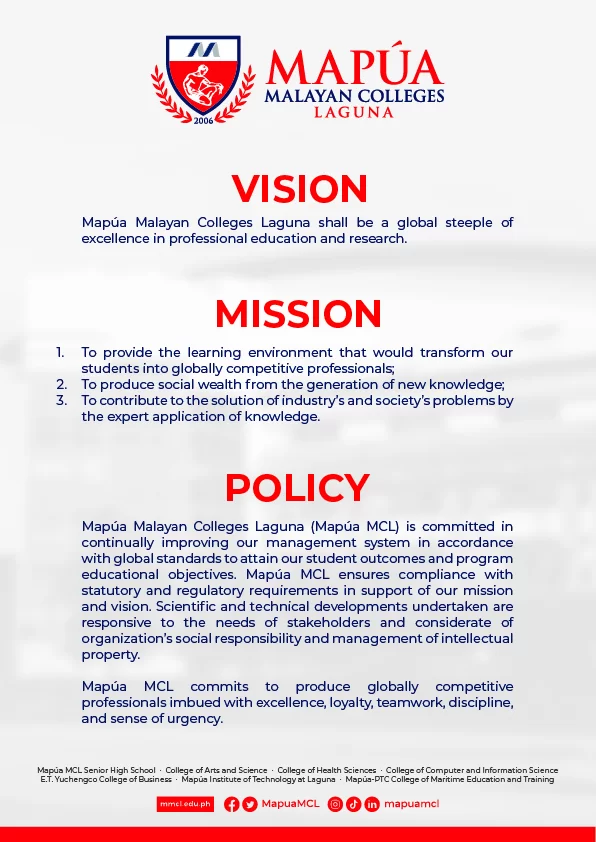 2006
MAPÚA
MALAYAN COLLEGES
LAGUNA
VISION
Mapúa Malayan Colleges Laguna shall be a global steeple of
excellence in professional education and research.
MISSION
1. To provide the learning environment that would transform our
students into globally competitive professionals;
2. To produce social wealth from the generation of new knowledge;
3. To contribute to the solution of industry's and society's problems by
the expert application of knowledge.
POLICY
Mapúa Malayan Colleges Laguna (Mapúa MCL) is committed in
continually improving our management system in accordance
with global standards to attain our student outcomes and program
educational objectives. Mapúa MCL ensures compliance with
statutory and regulatory requirements in support of our mission
and vision. Scientific and technical developments undertaken are
responsive to the needs of stakeholders and considerate of
organization's social responsibility and management of intellectual
property.
Mapúa MCL commits to produce globally competitive
professionals imbued with excellence, loyalty, teamwork, discipline,
and sense of urgency.
Mapúa MCL Senior High School · College of Arts and Science · College of Health Sciences · College of Computer and Information Science
E.T. Yuchengco College of Business · Mapúa Institute of Technology at Laguna · Mapúa-PTC College of Maritime Education and Training
mmcl.edu.ph MapuaMCL mapuamcl